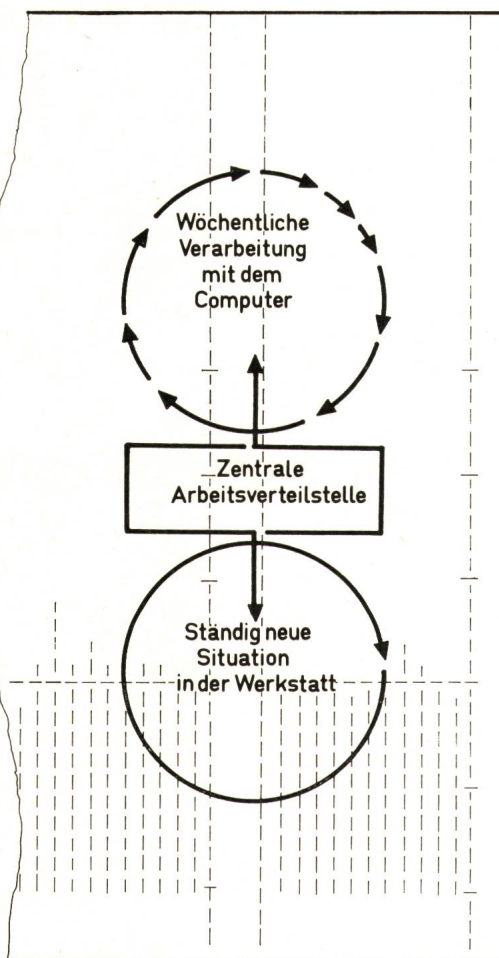 Wöchentliche
Verarbeitung
mit dem
Computer
Zentrale
Arbeitsverteilstelle
Ständig neue
Situation
in der Werkstatt